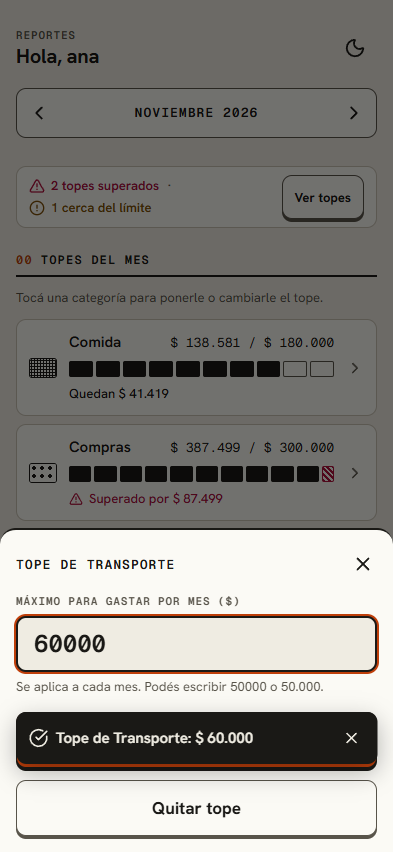 REPORTES
Hola, ana
NOVIEMBRE 2026
2 topes superados ·
1 cerca del límite
Ver topes
00 TOPES DEL MES
Tocá una categoría para ponerle o cambiarle el tope.
Comida $ 138.581 / $ 180.000
Quedan $ 41.419
Compras $ 387.499 / $ 300.000
Superado por $ 87.499
TOPE DE TRANSPORTE
MÁXIMO PARA GASTAR POR MES ($)
60000
Se aplica a cada mes. Podés escribir 50000 o 50.000.
Tope de Transporte: $ 60.000
Quitar tope